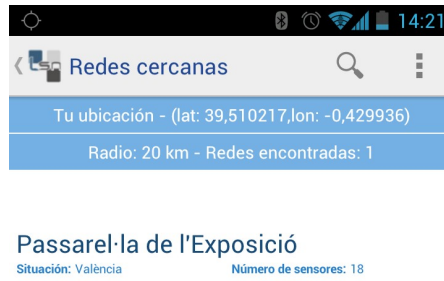 14:21
Redes cercanas
Tu ubicación - (lat: 39,510217,lon: -0,429936)
Radio: 20 km - Redes encontradas: 1
Passarel·la de l'Exposició
Situación: València Número de sensores: 18